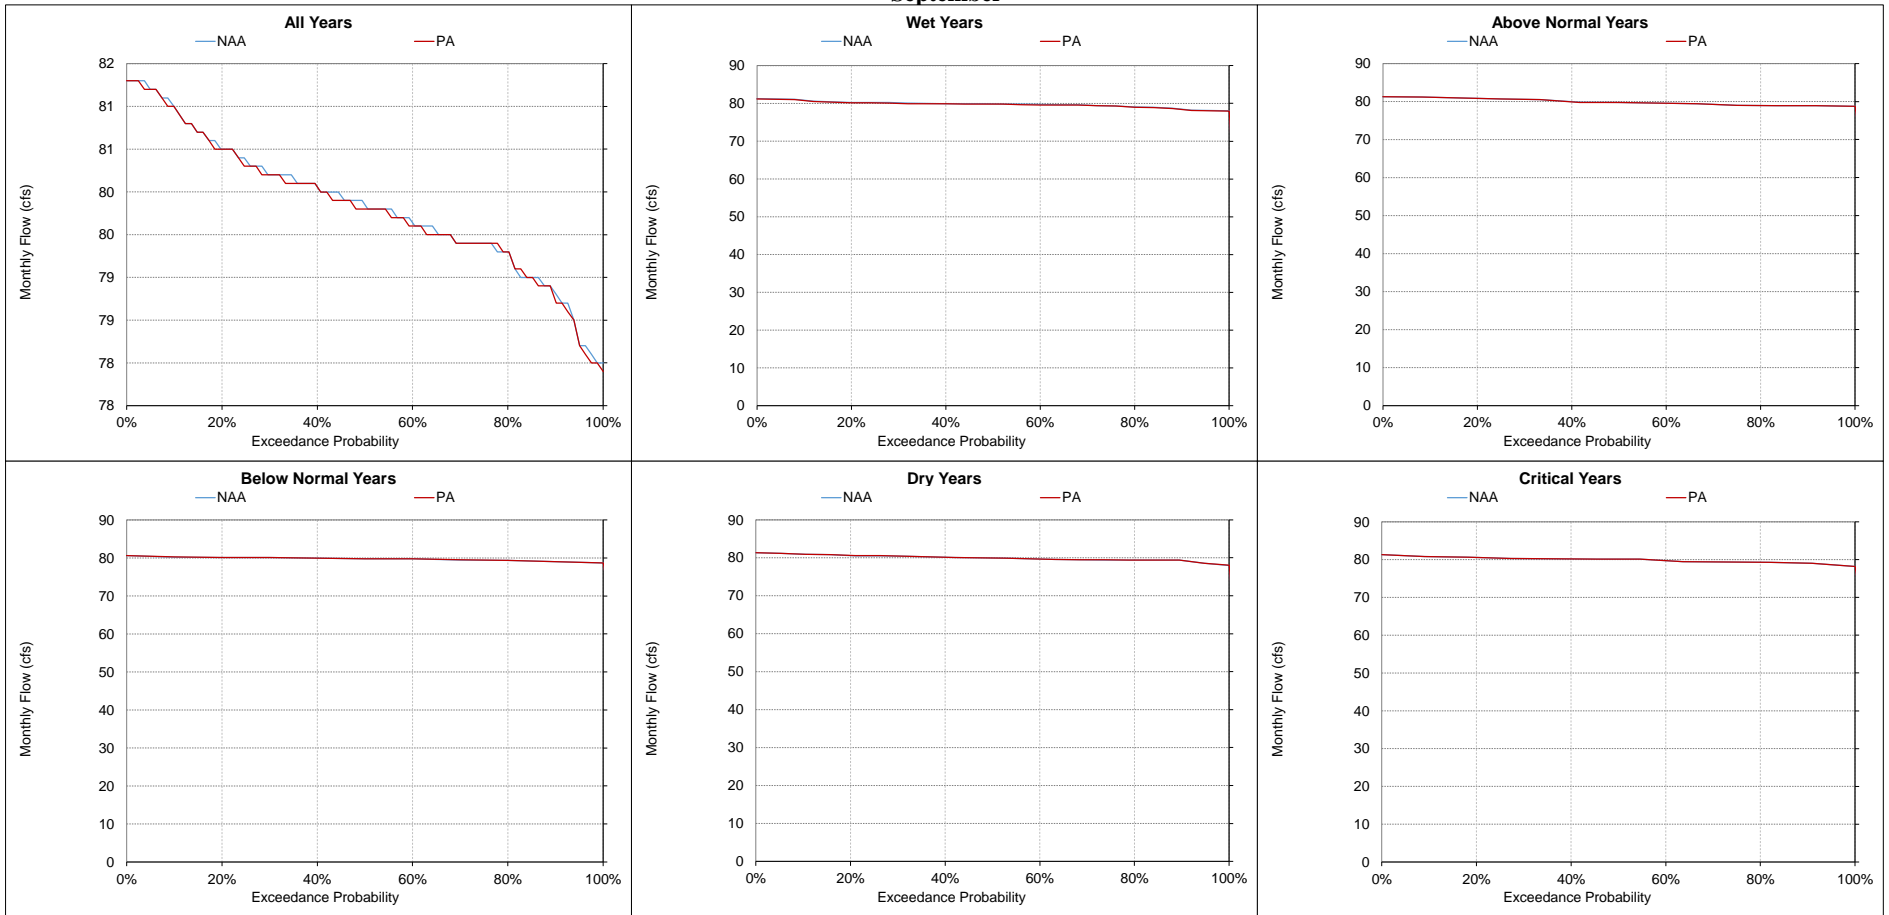 September
All Years
NAA PA
82
81
81
80
80
79
79
78
78
Monthly Flow (cfs)
0% 20% 40% 60% 80% 100%
Exceedance Probability
Wet Years
NAA PA
90
80
70
60
50
40
30
20
10
0
Monthly Flow (cfs)
0% 20% 40% 60% 80% 100%
Exceedance Probability
Above Normal Years
NAA PA
90
80
70
60
50
40
30
20
10
0
Monthly Flow (cfs)
0% 20% 40% 60% 80% 100%
Exceedance Probability
Below Normal Years
NAA PA
90
80
70
60
50
40
30
20
10
0
Monthly Flow (cfs)
0% 20% 40% 60% 80% 100%
Exceedance Probability
Dry Years
NAA PA
90
80
70
60
50
40
30
20
10
0
Monthly Flow (cfs)
0% 20% 40% 60% 80% 100%
Exceedance Probability
Critical Years
NAA PA
90
80
70
60
50
40
30
20
10
0
Monthly Flow (cfs)
0% 20% 40% 60% 80% 100%
Exceedance Probability